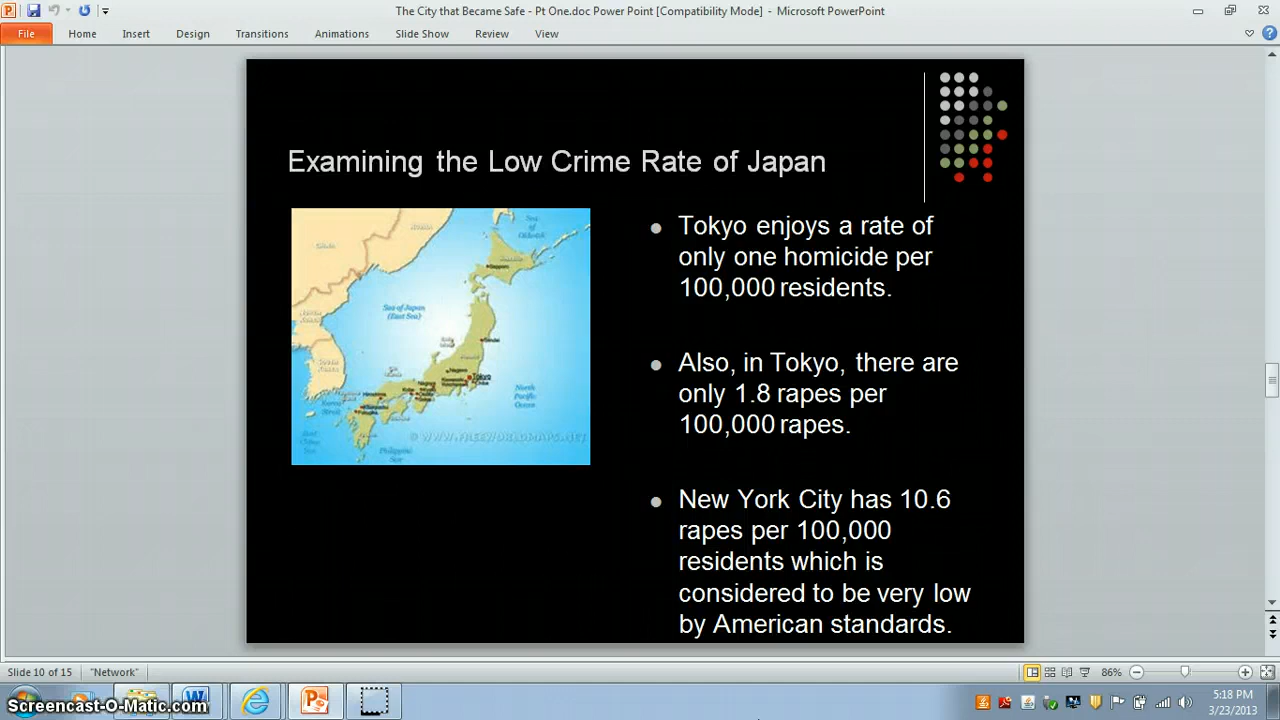 The City that Became Safe - Pt One.doc Power Point [Compatibility Mode] - Microsoft PowerPoint
File Home Insert Design Transitions Animations Slide Show Review View
Examining the Low Crime Rate of Japan
Sea of Japan
(East Sea)
Sapporo
Sendai
Tokyo
North
Pacific
Ocean
South
Korea
Tokyo enjoys a rate of
only one homicide per
100,000 residents.
Also, in Tokyo, there are
only 1.8 rapes per
100,000 rapes.
New York City has 10.6
rapes per 100,000
residents which is
considered to be very low
by American standards.
Slide 10 of 15 "Network" 86%
Screencast-O-Matic.com
5:18 PM
3/23/2013